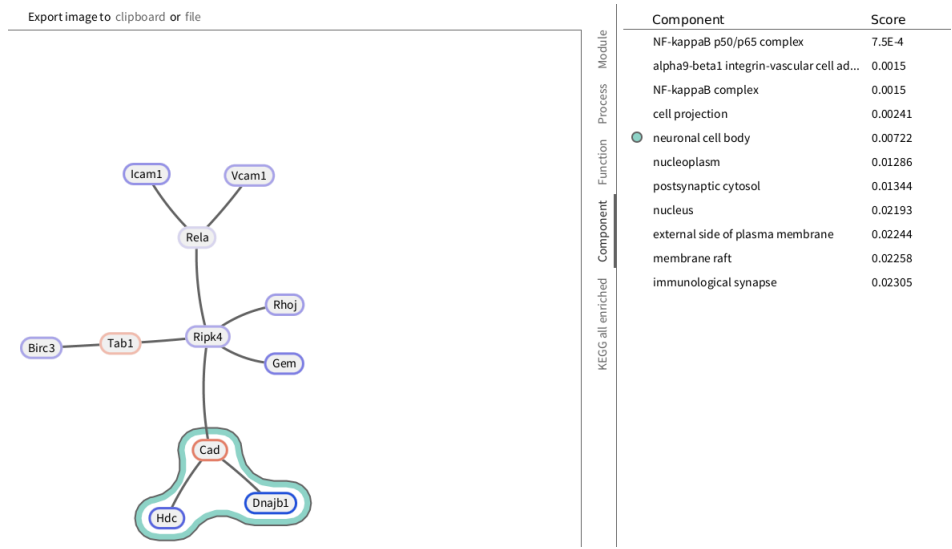 Export image to clipboard or file
Icam1
Vcam1
Rela
Rhoj
Ripk4
Tab1
Birc3
Gem
Cad
Dnajb1
Hdc
Module
Process
Function
Component
KEGG all enriched
Component Score
NF-kappaB p50/p65 complex 7.5E-4
alpha9-beta1 integrin-vascular cell ad... 0.0015
NF-kappaB complex 0.0015
cell projection 0.00241
neuronal cell body 0.00722
nucleoplasm 0.01286
postsynaptic cytosol 0.01344
nucleus 0.02193
external side of plasma membrane 0.02244
membrane raft 0.02258
immunological synapse 0.02305